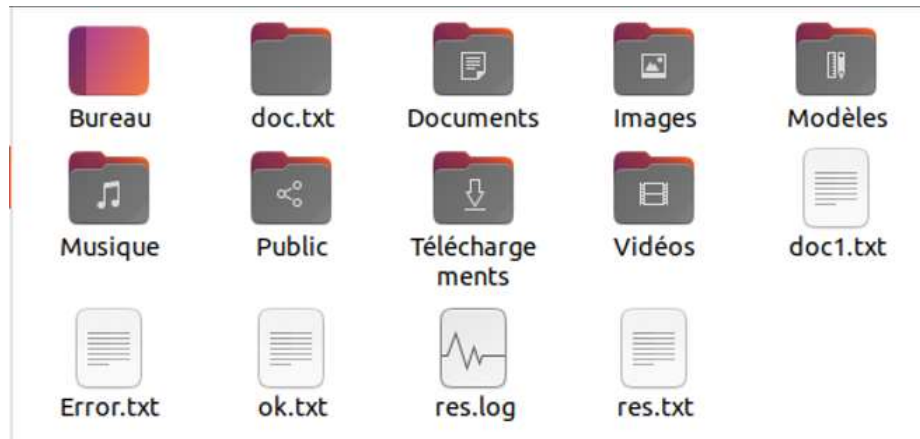 Bureau doc.txt Documents Images Modèles
Musique Public Télécharge
ments Vidéos doc1.txt
Error.txt ok.txt res.log res.txt